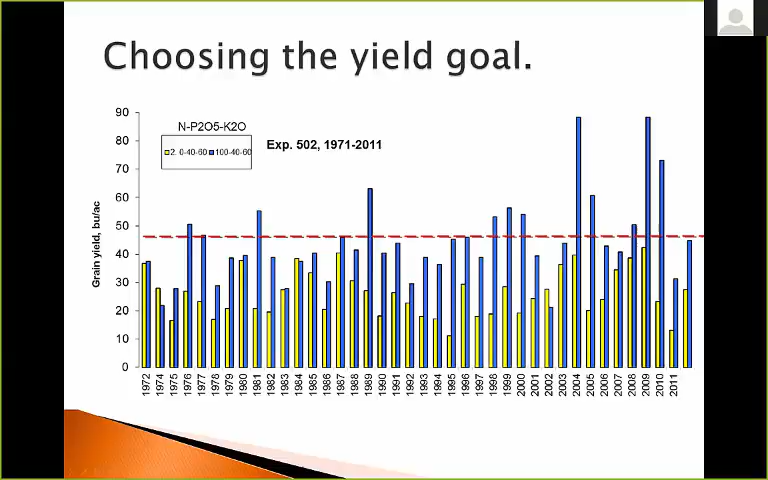 Choosing the yield goal.
N-P2O5-K2O
2. 0-40-60 100-40-60
Exp. 502, 1971-2011
Grain yield, bu/ac
90
80
70
60
50
40
30
20
10
0
1972 1974 1975 1976 1977 1978 1979 1980 1981 1982 1983 1984 1985 1986 1987 1988 1989 1990 1991 1992 1993 1994 1995 1996 1997 1998 1999 2000 2001 2002 2003 2004 2005 2006 2007 2008 2009 2010 2011